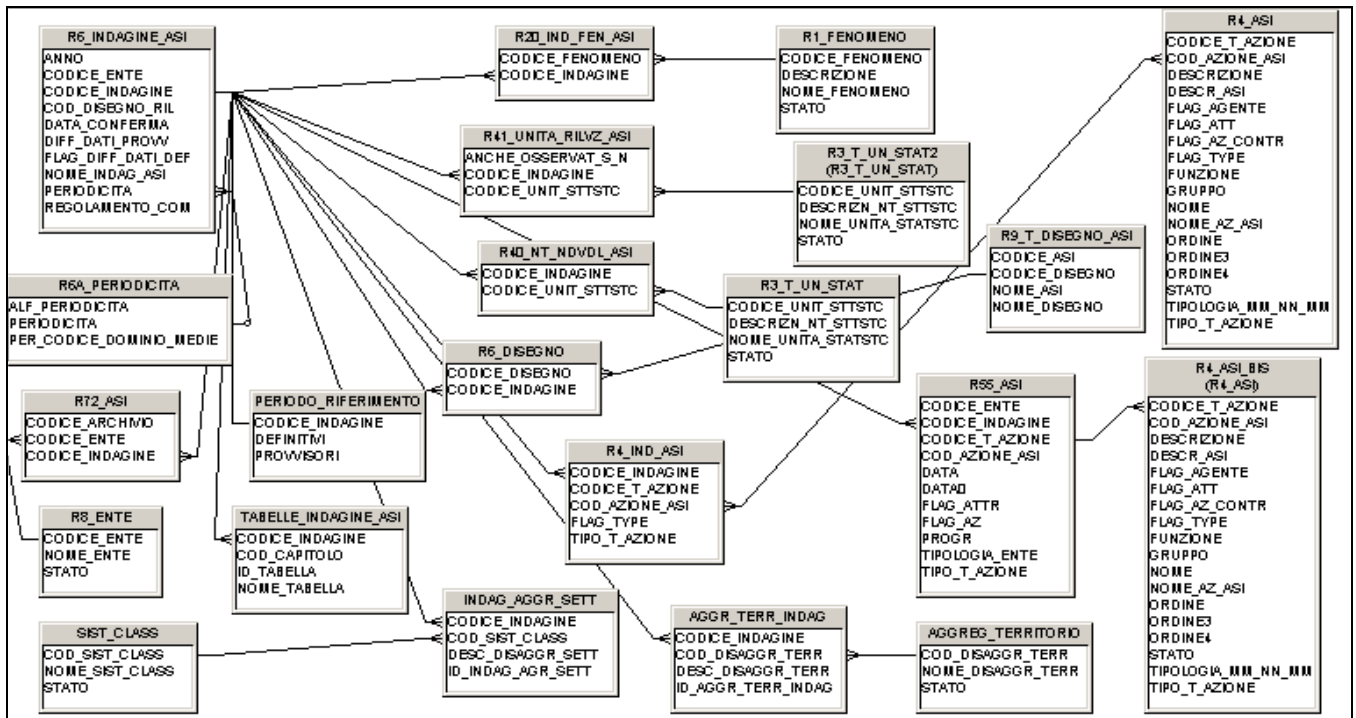 R6_INDAGINE_ASI
ANNO
CODICE_ENTE
CODICE_INDAGINE
COD_DISEGNO_RIL
DATA_CONFERMA
DIFF_DATI_PROVV
FLAG_DIFF_DATI_DEF
NOME_INDAG_ASI
PERIODICITA
REGOLAMENTO_COM
R20_IND_FEN_ASI
CODICE_FENOMENO
CODICE_INDAGINE
R1_FENOMENO
CODICE_FENOMENO
DESCRIZIONE
NOME_FENOMENO
STATO
R4_ASI
CODICE_T_AZIONE
COD_AZIONE_ASI
DESCRIZIONE
DESCR_ASI
FLAG_AGENTE
FLAG_ATT
FLAG_AZ_CONTR
FLAG_TYPE
FUNZIONE
GRUPPO
NOME
NOME_AZ_ASI
ORDINE
ORDINE3
ORDINE4
STATO
TIPOLOGIA_MM_NN_MM
TIPO_T_AZIONE
R41_UNITA_RILVZ_ASI
ANCHE_OSSERVAT_S_N
CODICE_INDAGINE
CODICE_UNIT_STTSTC
R3_T_UN_STAT2
(R3_T_UN_STAT)
CODICE_UNIT_STTSTC
DESCRIZN_NT_STTSTC
NOME_UNITA_STATSTC
STATO
R9_T_DISEGNO_ASI
CODICE_ASI
CODICE_DISEGNO
NOME_ASI
NOME_DISEGNO
R40_NT_NDVDL_ASI
CODICE_INDAGINE
CODICE_UNIT_STTSTC
R6A_PERIODICITA
ALF_PERIODICITA
PERIODICITA
PER_CODICE_DOMINIO_MEDIE
R3_T_UN_STAT
CODICE_UNIT_STTSTC
DESCRIZN_NT_STTSTC
NOME_UNITA_STATSTC
STATO
R6_DISEGNO
CODICE_DISEGNO
CODICE_INDAGINE
R72_ASI
CODICE_ARCHIVIO
CODICE_ENTE
CODICE_INDAGINE
PERIODO_RIFERIMENTO
CODICE_INDAGINE
DEFINITIVI
PROVVISORI
R55_ASI
CODICE_ENTE
CODICE_INDAGINE
CODICE_T_AZIONE
COD_AZIONE_ASI
DATA
DATA0
FLAG_ATTR
FLAG_AZ
PROGR
TIPOLOGIA_ENTE
TIPO_T_AZIONE
R4_ASI_BIS
(R4_ASI)
CODICE_T_AZIONE
COD_AZIONE_ASI
DESCRIZIONE
DESCR_ASI
FLAG_AGENTE
FLAG_ATT
FLAG_AZ_CONTR
FLAG_TYPE
FUNZIONE
GRUPPO
NOME
NOME_AZ_ASI
ORDINE
ORDINE3
ORDINE4
STATO
TIPOLOGIA_MM_NN_MM
TIPO_T_AZIONE
R4_IND_ASI
CODICE_INDAGINE
CODICE_T_AZIONE
COD_AZIONE_ASI
FLAG_TYPE
TIPO_T_AZIONE
R8_ENTE
CODICE_ENTE
NOME_ENTE
STATO
TABELLE_INDAGINE_ASI
CODICE_INDAGINE
COD_CAPITOLO
ID_TABELLA
NOME_TABELLA
INDAG_AGGR_SETT
CODICE_INDAGINE
COD_SIST_CLASS
DESC_DISAGGR_SETT
ID_INDAG_AGR_SETT
AGGR_TERR_INDAG
CODICE_INDAGINE
COD_DISAGGR_TERR
DESC_DISAGGR_TERR
ID_AGGR_TERR_INDAG
AGGREG_TERRITORIO
COD_DISAGGR_TERR
NOME_DISAGGR_TERR
STATO
SIST_CLASS
COD_SIST_CLASS
NOME_SIST_CLASS
STATO